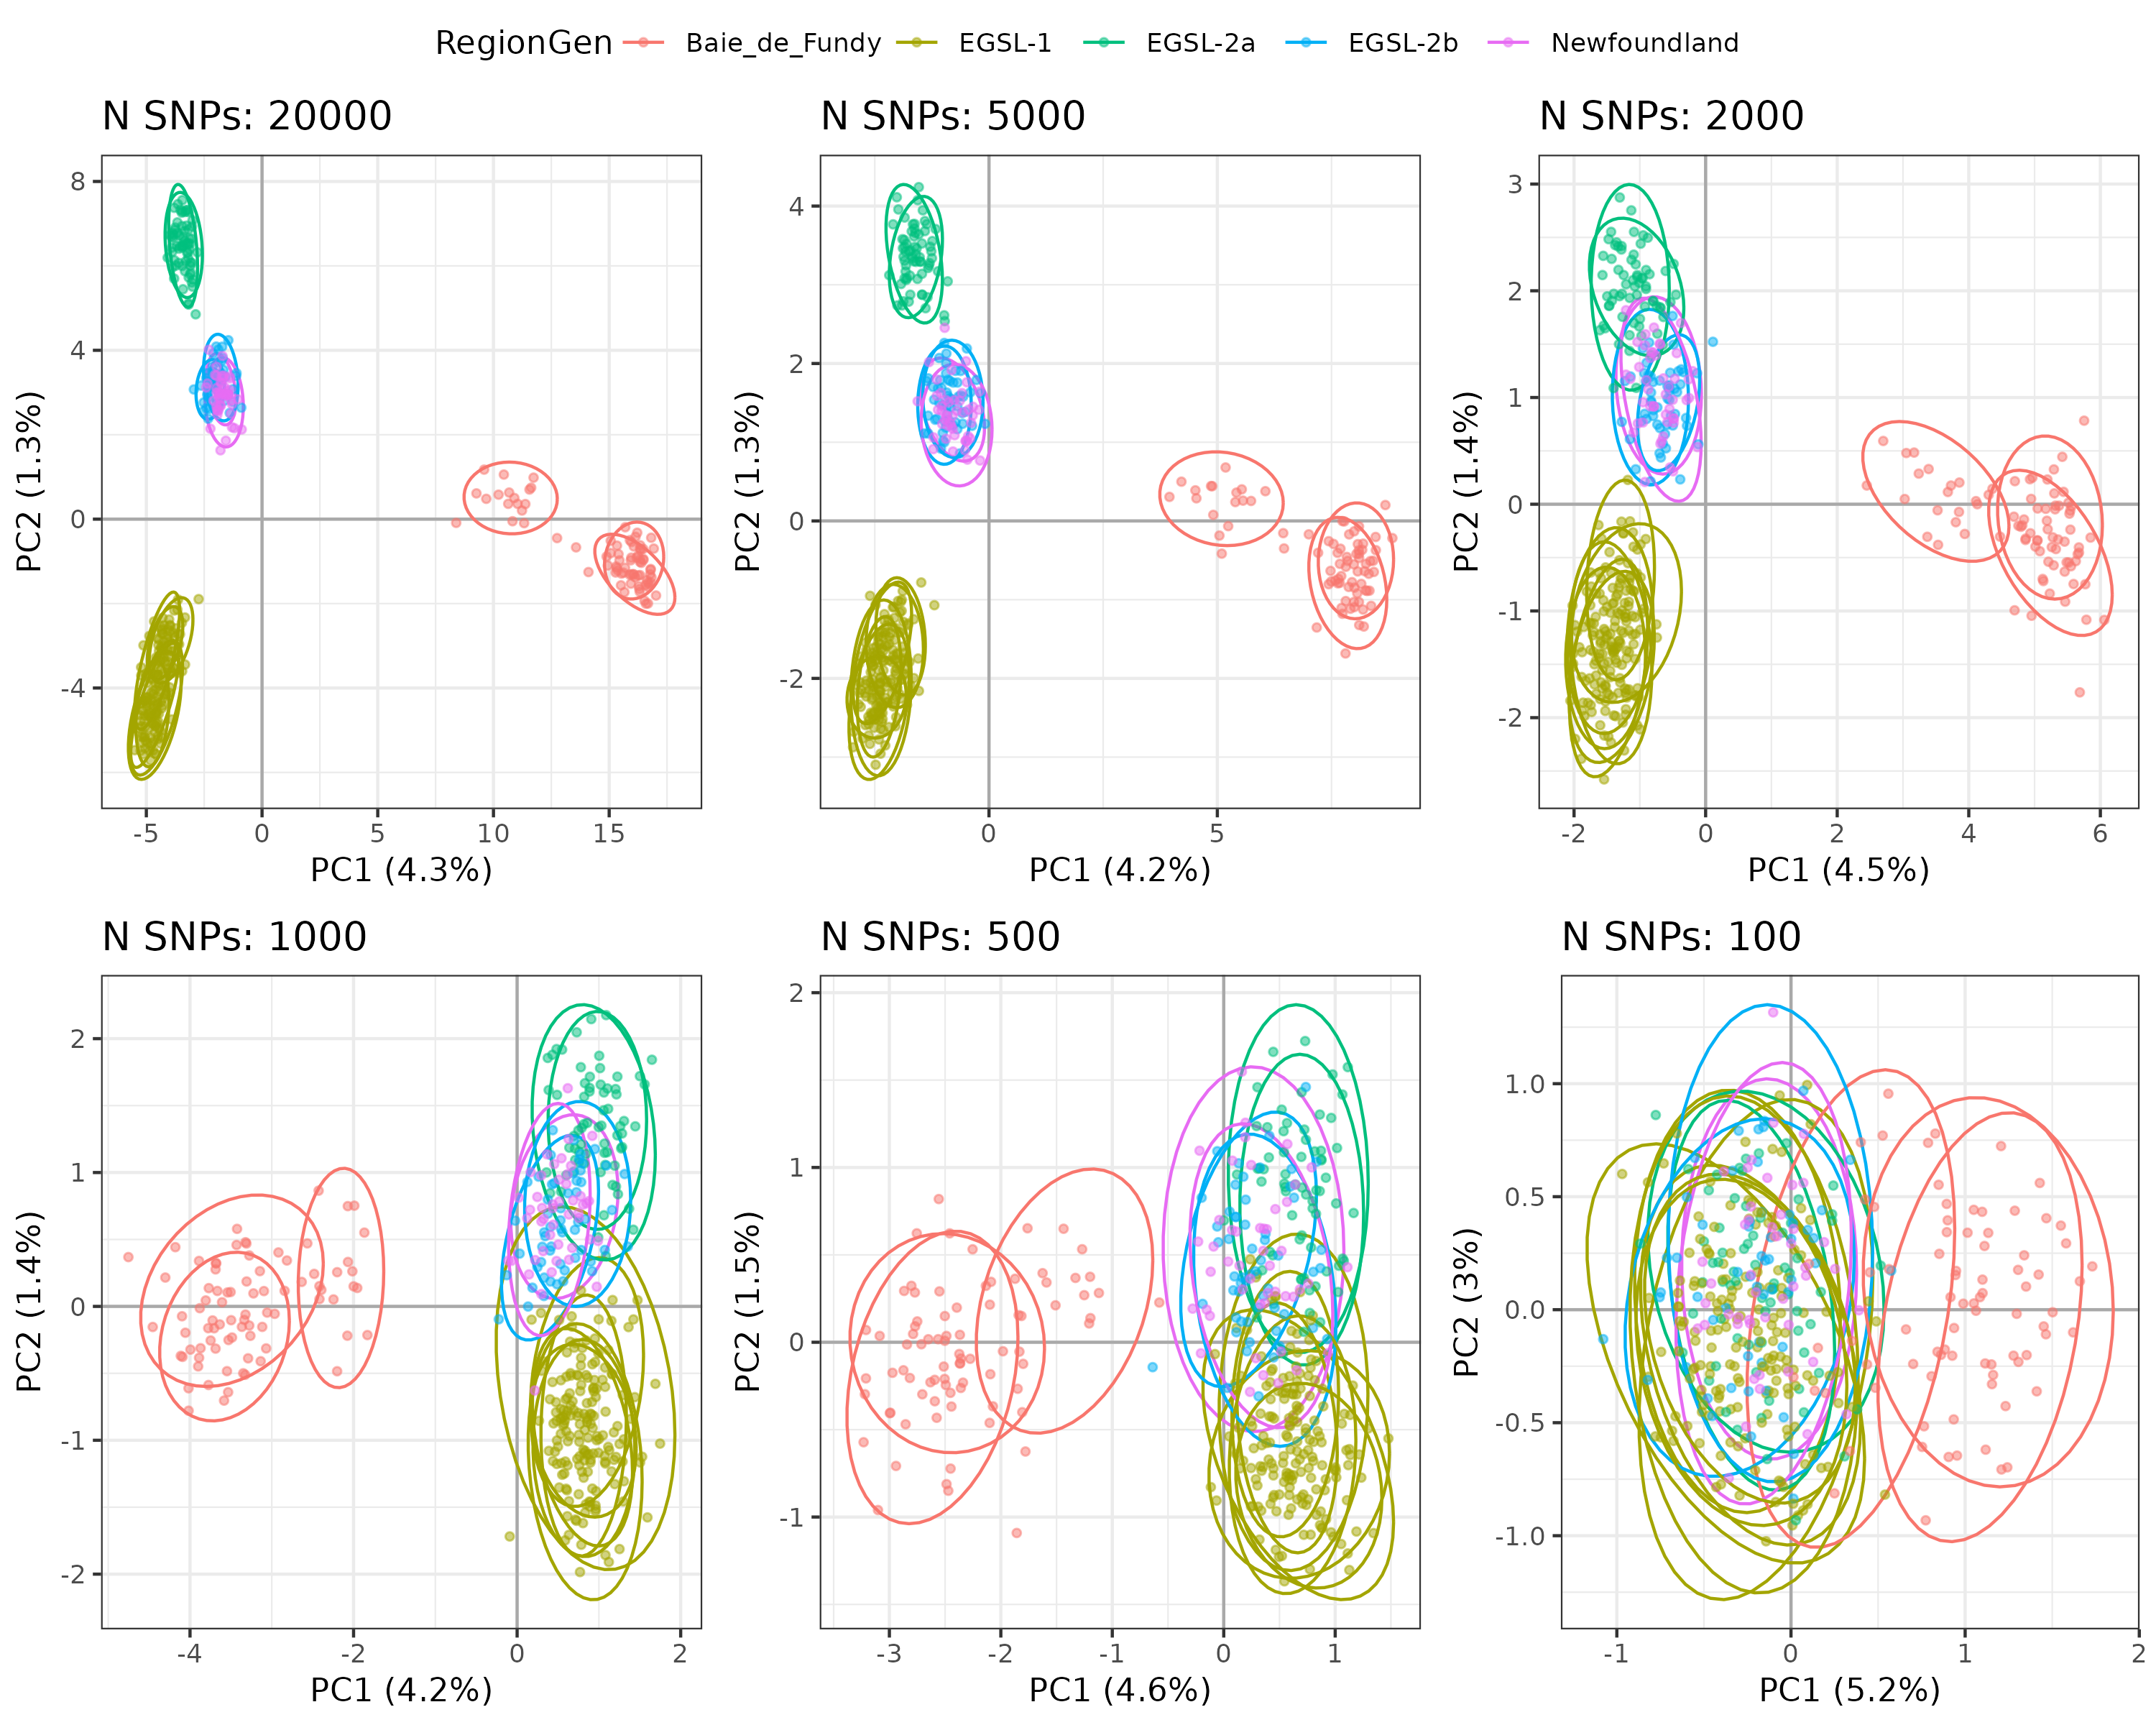 RegionGen Baie_de_Fundy EGSL-1 EGSL-2a EGSL-2b Newfoundland
N SNPs: 20000
8
4
0
-4
-5 0 5 10 15
PC1 (4.3%)
PC2 (1.3%)
N SNPs: 5000
4
2
0
-2
0 5
PC1 (4.2%)
PC2 (1.3%)
N SNPs: 2000
3
2
1
0
-1
-2
-2 0 2 4 6
PC1 (4.5%)
PC2 (1.4%)
N SNPs: 1000
2
1
0
-1
-2
-4 -2 0 2
PC1 (4.2%)
PC2 (1.4%)
N SNPs: 500
2
1
0
-1
-3 -2 -1 0 1
PC1 (4.6%)
PC2 (1.5%)
N SNPs: 100
1.0
0.5
0.0
-0.5
-1.0
-1 0 1 2
PC1 (5.2%)
PC2 (3%)